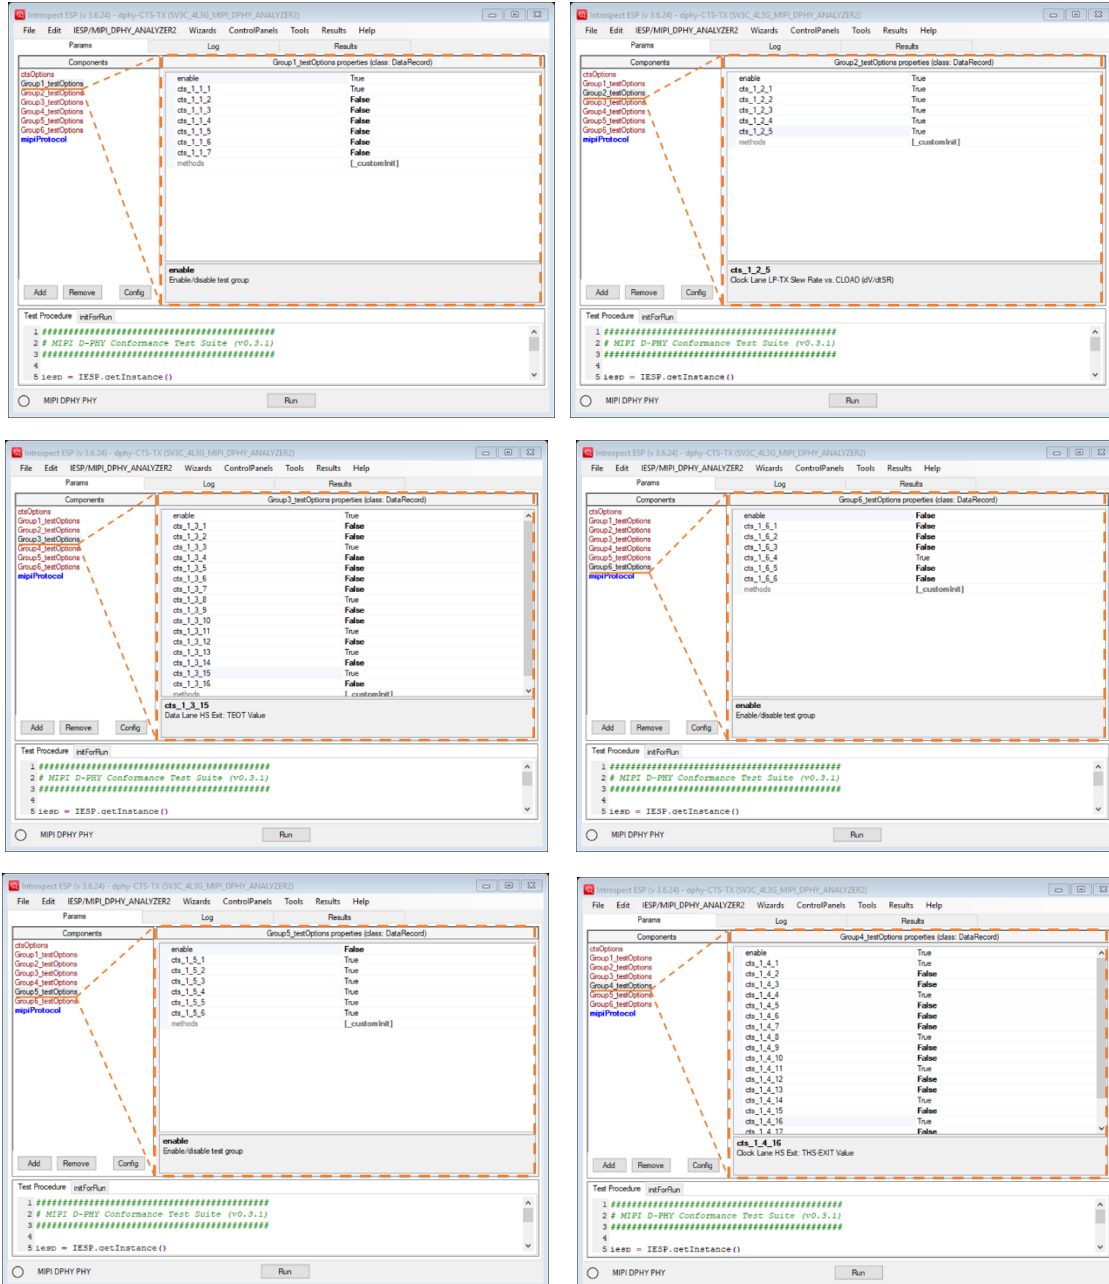 Introspect ESP (v 3.6.24) - dphy-CTS-TX (SV3C_4L3G_MIPI_DPHY_ANALYZER2)
File Edit IESP/MIPI_DPHY_ANALYZER2 Wizards ControlPanels Tools Results Help
Params Log Results
Components Group1_testOptions properties (class: DataRecord)
ctsOptions
Group1_testOptions
Group2_testOptions
Group3_testOptions
Group4_testOptions
Group5_testOptions
Group6_testOptions
mipiProtocol
enable True
cts_1_1_1 True
cts_1_1_2 False
cts_1_1_3 False
cts_1_1_4 False
cts_1_1_5 False
cts_1_1_6 False
cts_1_1_7 False
methods [_customInit]
enable
Enable/disable test group
Add Remove Config
Test Procedure initForRun
1 ############################################
2 # MIPI D-PHY Conformance Test Suite (v0.3.1)
3 ############################################
4
5 iesp = IESP.getInstance()
MIPI DPHY PHY Run
Introspect ESP (v 3.6.24) - dphy-CTS-TX (SV3C_4L3G_MIPI_DPHY_ANALYZER2)
File Edit IESP/MIPI_DPHY_ANALYZER2 Wizards ControlPanels Tools Results Help
Params Log Results
Components Group2_testOptions properties (class: DataRecord)
ctsOptions
Group1_testOptions
Group2_testOptions
Group3_testOptions
Group4_testOptions
Group5_testOptions
Group6_testOptions
mipiProtocol
enable True
cts_1_2_1 True
cts_1_2_2 True
cts_1_2_3 True
cts_1_2_4 True
cts_1_2_5 True
methods [_customInit]
cts_1_2_5
Clock Lane LP-TX Slew Rate vs. CLOAD (dV/dtSR)
Add Remove Config
Test Procedure initForRun
1 ############################################
2 # MIPI D-PHY Conformance Test Suite (v0.3.1)
3 ############################################
4
5 iesp = IESP.getInstance()
MIPI DPHY PHY Run
Introspect ESP (v 3.6.24) - dphy-CTS-TX (SV3C_4L3G_MIPI_DPHY_ANALYZER2)
File Edit IESP/MIPI_DPHY_ANALYZER2 Wizards ControlPanels Tools Results Help
Params Log Results
Components Group3_testOptions properties (class: DataRecord)
ctsOptions
Group1_testOptions
Group2_testOptions
Group3_testOptions
Group4_testOptions
Group5_testOptions
Group6_testOptions
mipiProtocol
enable True
cts_1_3_1 False
cts_1_3_2 False
cts_1_3_3 True
cts_1_3_4 False
cts_1_3_5 False
cts_1_3_6 False
cts_1_3_7 False
cts_1_3_8 True
cts_1_3_9 False
cts_1_3_10 False
cts_1_3_11 True
cts_1_3_12 False
cts_1_3_13 True
cts_1_3_14 False
cts_1_3_15 True
cts_1_3_16 False
methods [_customInit]
cts_1_3_15
Data Lane HS Exit: TEOT Value
Add Remove Config
Test Procedure initForRun
1 ############################################
2 # MIPI D-PHY Conformance Test Suite (v0.3.1)
3 ############################################
4
5 iesp = IESP.getInstance()
MIPI DPHY PHY Run
Introspect ESP (v 3.6.24) - dphy-CTS-TX (SV3C_4L3G_MIPI_DPHY_ANALYZER2)
File Edit IESP/MIPI_DPHY_ANALYZER2 Wizards ControlPanels Tools Results Help
Params Log Results
Components Group6_testOptions properties (class: DataRecord)
ctsOptions
Group1_testOptions
Group2_testOptions
Group3_testOptions
Group4_testOptions
Group5_testOptions
Group6_testOptions
mipiProtocol
enable False
cts_1_6_1 False
cts_1_6_2 False
cts_1_6_3 False
cts_1_6_4 True
cts_1_6_5 False
cts_1_6_6 False
methods [_customInit]
enable
Enable/disable test group
Add Remove Config
Test Procedure initForRun
1 ############################################
2 # MIPI D-PHY Conformance Test Suite (v0.3.1)
3 ############################################
4
5 iesp = IESP.getInstance()
MIPI DPHY PHY Run
Introspect ESP (v 3.6.24) - dphy-CTS-TX (SV3C_4L3G_MIPI_DPHY_ANALYZER2)
File Edit IESP/MIPI_DPHY_ANALYZER2 Wizards ControlPanels Tools Results Help
Params Log Results
Components Group5_testOptions properties (class: DataRecord)
ctsOptions
Group1_testOptions
Group2_testOptions
Group3_testOptions
Group4_testOptions
Group5_testOptions
Group6_testOptions
mipiProtocol
enable False
cts_1_5_1 True
cts_1_5_2 True
cts_1_5_3 True
cts_1_5_4 True
cts_1_5_5 True
cts_1_5_6 True
methods [_customInit]
enable
Enable/disable test group
Add Remove Config
Test Procedure initForRun
1 ############################################
2 # MIPI D-PHY Conformance Test Suite (v0.3.1)
3 ############################################
4
5 iesp = IESP.getInstance()
MIPI DPHY PHY Run
Introspect ESP (v 3.6.24) - dphy-CTS-TX (SV3C_4L3G_MIPI_DPHY_ANALYZER2)
File Edit IESP/MIPI_DPHY_ANALYZER2 Wizards ControlPanels Tools Results Help
Params Log Results
Components Group4_testOptions properties (class: DataRecord)
ctsOptions
Group1_testOptions
Group2_testOptions
Group3_testOptions
Group4_testOptions
Group5_testOptions
Group6_testOptions
mipiProtocol
enable True
cts_1_4_1 True
cts_1_4_2 False
cts_1_4_3 False
cts_1_4_4 True
cts_1_4_5 False
cts_1_4_6 False
cts_1_4_7 False
cts_1_4_8 True
cts_1_4_9 False
cts_1_4_10 False
cts_1_4_11 True
cts_1_4_12 False
cts_1_4_13 False
cts_1_4_14 True
cts_1_4_15 False
cts_1_4_16 True
cts_1_4_17 False
cts_1_4_16
Clock Lane HS Exit: THS-EXIT Value
Add Remove Config
Test Procedure initForRun
1 ############################################
2 # MIPI D-PHY Conformance Test Suite (v0.3.1)
3 ############################################
4
5 iesp = IESP.getInstance()
MIPI DPHY PHY Run